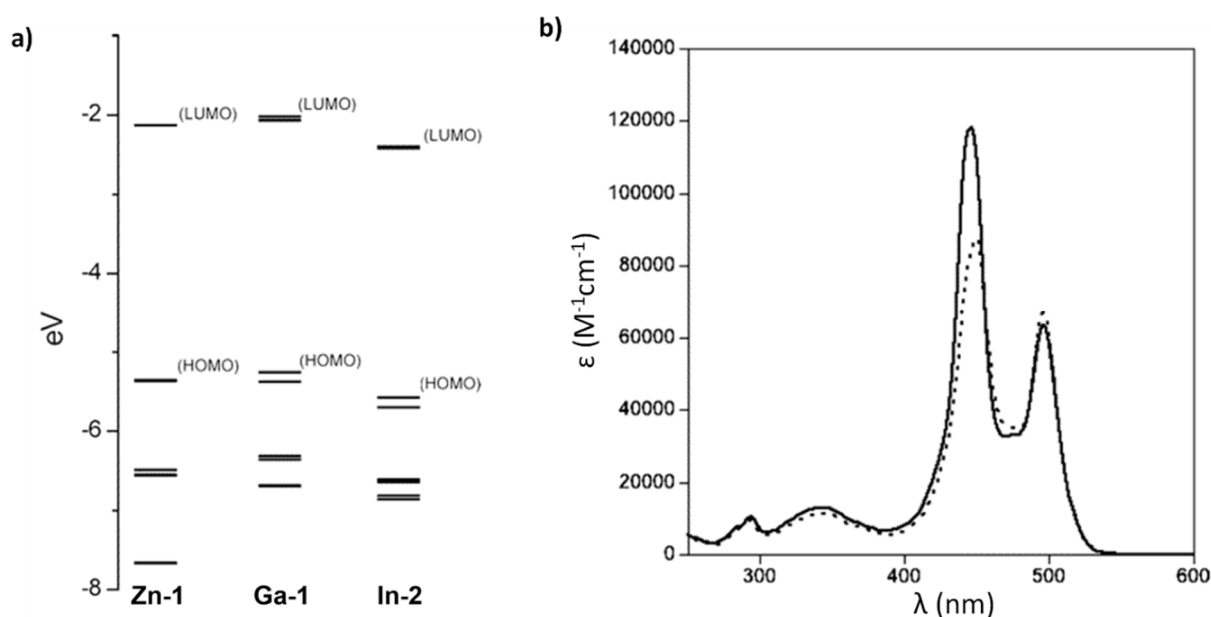 a)
(LUMO)
(LUMO)
(LUMO)
(HOMO)
(HOMO)
(HOMO)
-2
-4
-6
-8
eV
Zn-1 Ga-1 In-2
b)
140000
120000
100000
80000
60000
40000
20000
0
ε (M⁻¹cm⁻¹)
300 400 500 600
λ (nm)